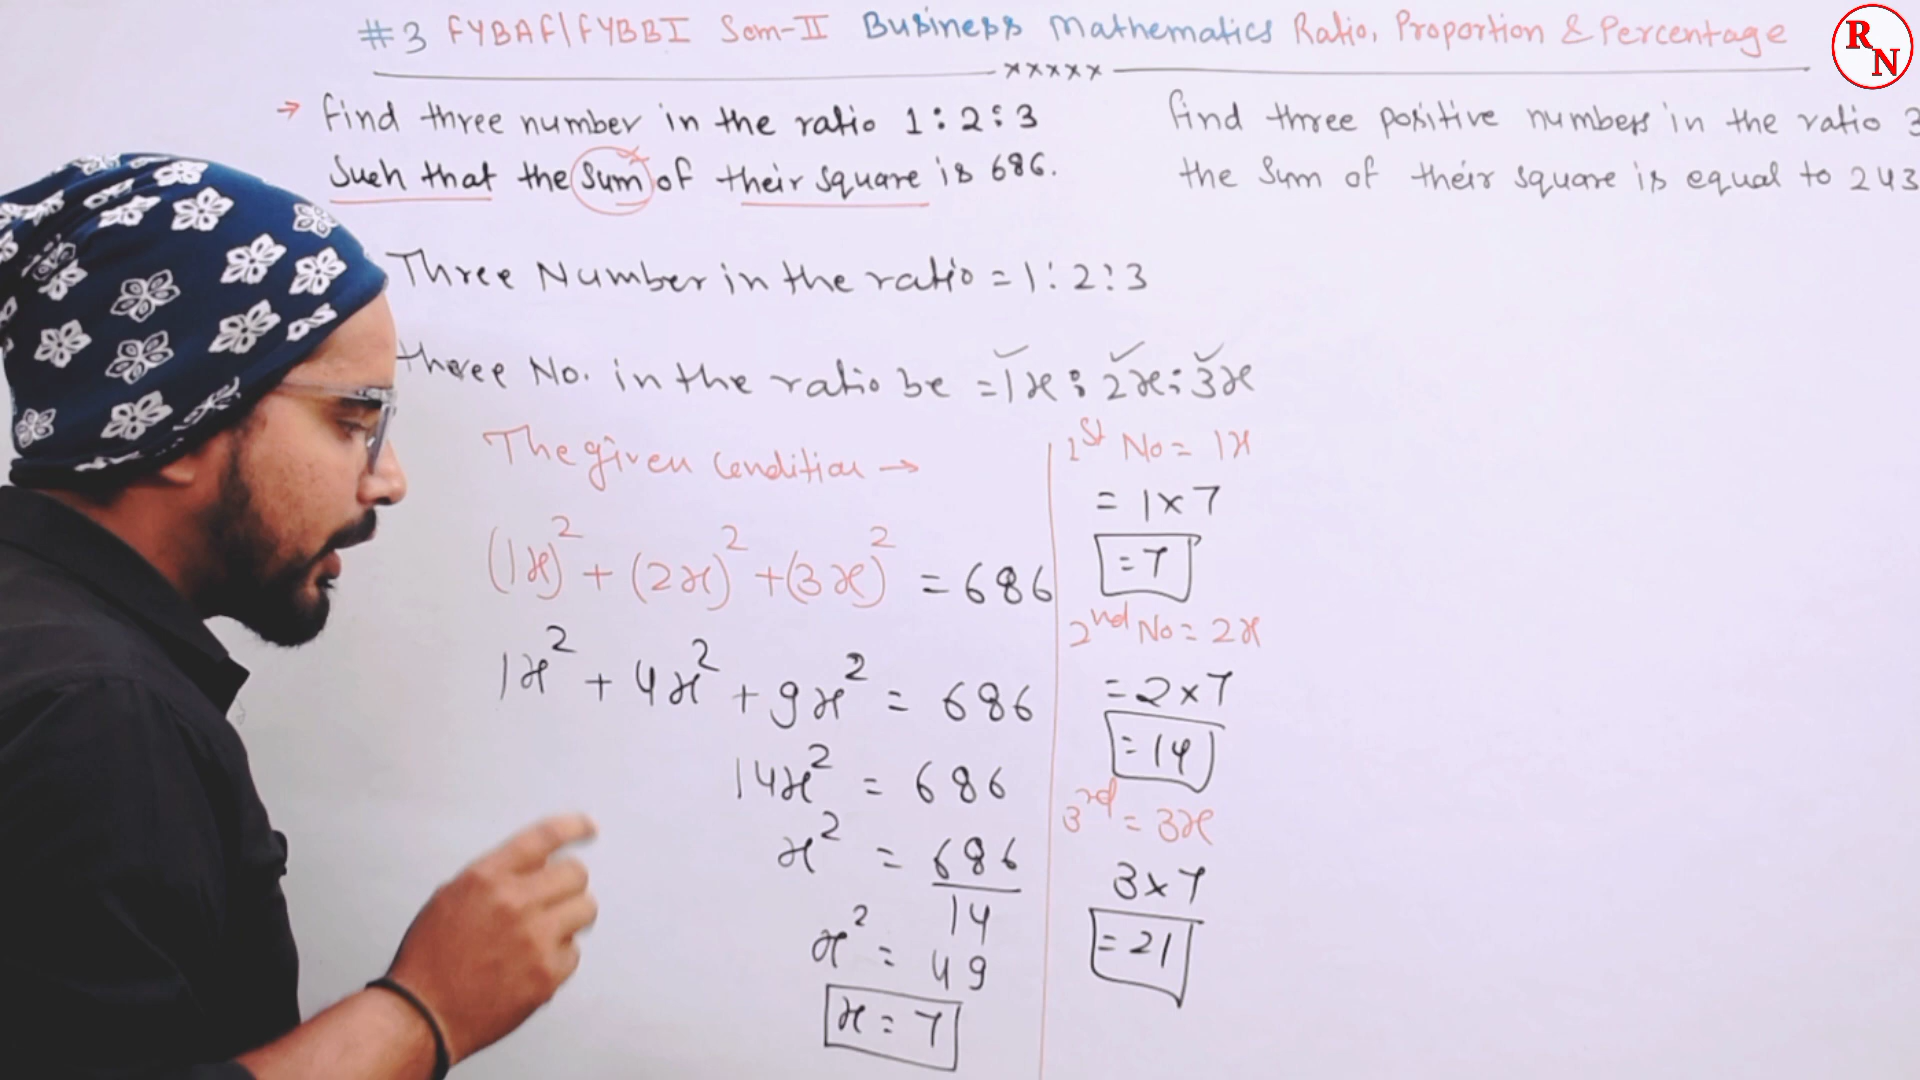 #3 FYBAF\FYBBI Sem-II Business Mathematics Ratio, Proportion & Percentage
×××××
RN
→ find three number in the ratio 1:2:3
Such that the Sum of their square is 686.
Three Number in the ratio = 1:2:3
three No. in the ratio be = 1x : 2x : 3x
The given Condition →
(1x)² + (2x)² + (3x)² = 686
1x² + 4x² + 9x² = 686
14x² = 686
x² = 686/14
x² = 49
x = 7
1st No = 1x
= 1×7
= 7
2nd No = 2x
= 2×7
= 14
3rd = 3x
3×7
= 21
find three positive numbers in the ratio 3
the Sum of their square is equal to 243